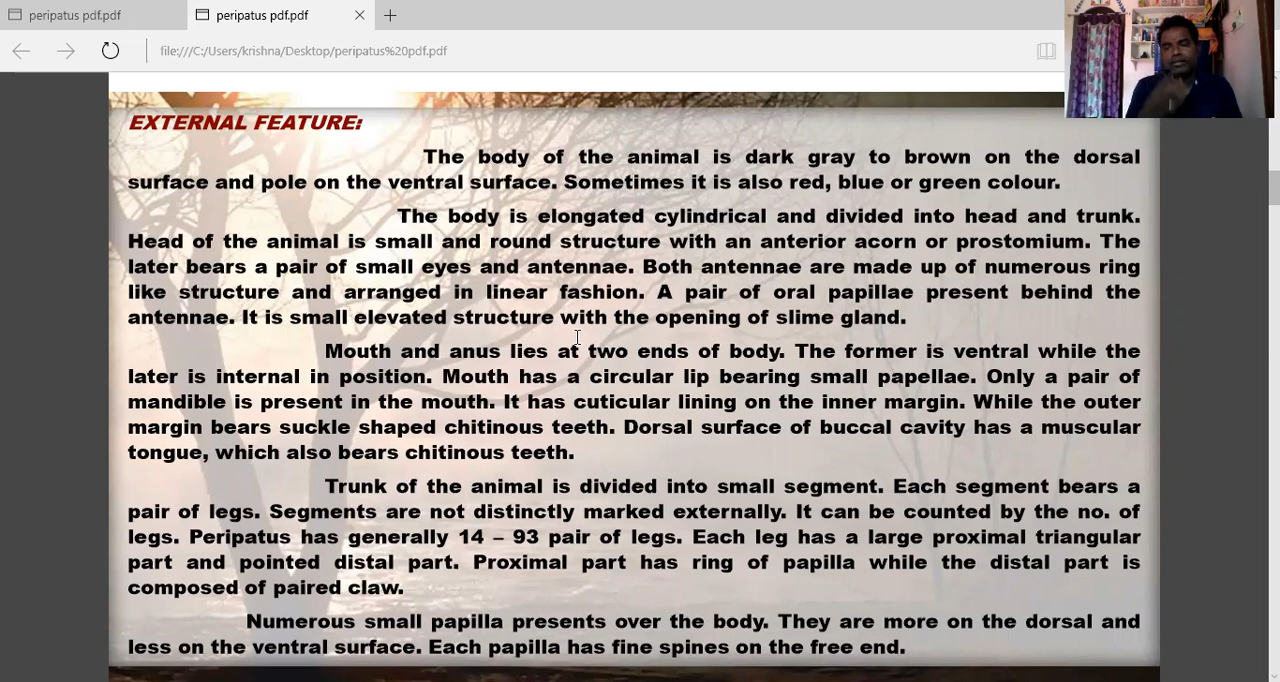 peripatus pdf.pdf
peripatus pdf.pdf
file:///C:/Users/krishna/Desktop/peripatus%20pdf.pdf
EXTERNAL FEATURE:
The body of the animal is dark gray to brown on the dorsal
surface and pole on the ventral surface. Sometimes it is also red, blue or green colour.
The body is elongated cylindrical and divided into head and trunk.
Head of the animal is small and round structure with an anterior acorn or prostomium. The
later bears a pair of small eyes and antennae. Both antennae are made up of numerous ring
like structure and arranged in linear fashion. A pair of oral papillae present behind the
antennae. It is small elevated structure with the opening of slime gland.
Mouth and anus lies at two ends of body. The former is ventral while the
later is internal in position. Mouth has a circular lip bearing small papellae. Only a pair of
mandible is present in the mouth. It has cuticular lining on the inner margin. While the outer
margin bears suckle shaped chitinous teeth. Dorsal surface of buccal cavity has a muscular
tongue, which also bears chitinous teeth.
Trunk of the animal is divided into small segment. Each segment bears a
pair of legs. Segments are not distinctly marked externally. It can be counted by the no. of
legs. Peripatus has generally 14 – 93 pair of legs. Each leg has a large proximal triangular
part and pointed distal part. Proximal part has ring of papilla while the distal part is
composed of paired claw.
Numerous small papilla presents over the body. They are more on the dorsal and
less on the ventral surface. Each papilla has fine spines on the free end.